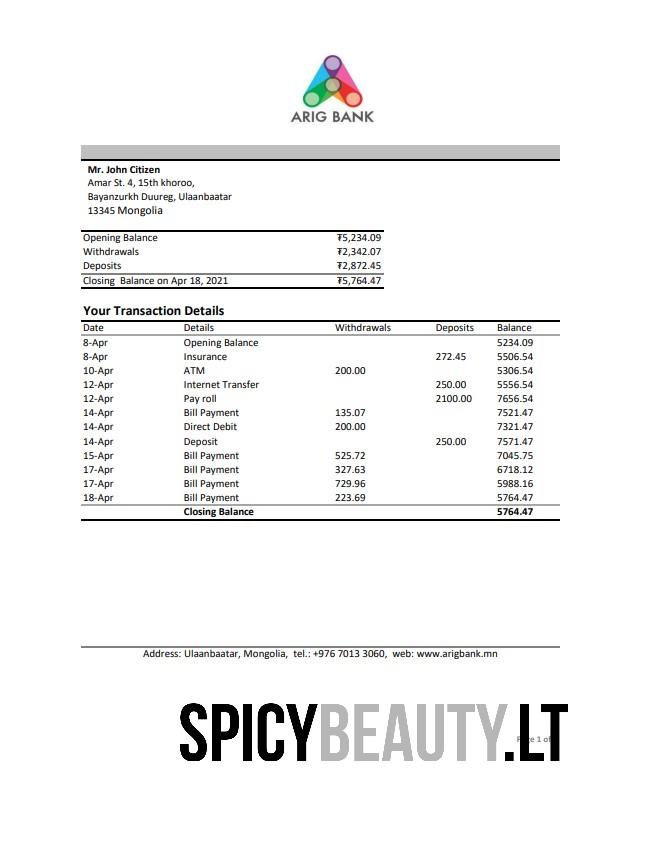 ARIG BANK
Mr. John Citizen
Amar St. 4, 15th khoroo,
Bayanzurkh Duureg, Ulaanbaatar
13345 Mongolia
Opening Balance ₮5,234.09
Withdrawals ₮2,342.07
Deposits ₮2,872.45
Closing Balance on Apr 18, 2021 ₮5,764.47
Your Transaction Details
Date Details Withdrawals Deposits Balance
8-Apr Opening Balance 5234.09
8-Apr Insurance 272.45 5506.54
10-Apr ATM 200.00 5306.54
12-Apr Internet Transfer 250.00 5556.54
12-Apr Pay roll 2100.00 7656.54
14-Apr Bill Payment 135.07 7521.47
14-Apr Direct Debit 200.00 7321.47
14-Apr Deposit 250.00 7571.47
15-Apr Bill Payment 525.72 7045.75
17-Apr Bill Payment 327.63 6718.12
17-Apr Bill Payment 729.96 5988.16
18-Apr Bill Payment 223.69 5764.47
Closing Balance 5764.47
Address: Ulaanbaatar, Mongolia, tel.: +976 7013 3060, web: www.arigbank.mn
SPICYBEAUTY.LT
1 of